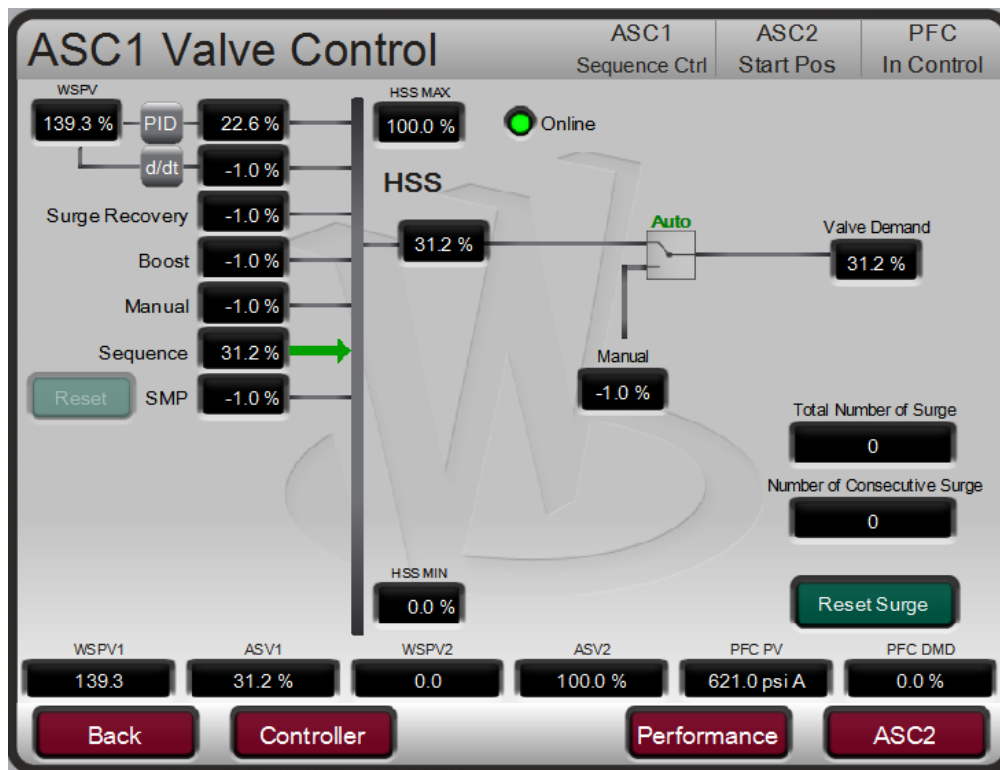 ASC1 Valve Control
ASC1
Sequence Ctrl
ASC2
Start Pos
PFC
In Control
WSPV
139.3 %
PID
22.6 %
d/dt
-1.0 %
Surge Recovery
-1.0 %
Boost
-1.0 %
Manual
-1.0 %
Sequence
31.2 %
Reset
SMP
-1.0 %
HSS MAX
100.0 %
Online
HSS
31.2 %
Auto
Valve Demand
31.2 %
Manual
-1.0 %
Total Number of Surge
0
Number of Consecutive Surge
0
HSS MIN
0.0 %
Reset Surge
WSPV1
139.3
ASV1
31.2 %
WSPV2
0.0
ASV2
100.0 %
PFC PV
621.0 psi A
PFC DMD
0.0 %
Back
Controller
Performance
ASC2